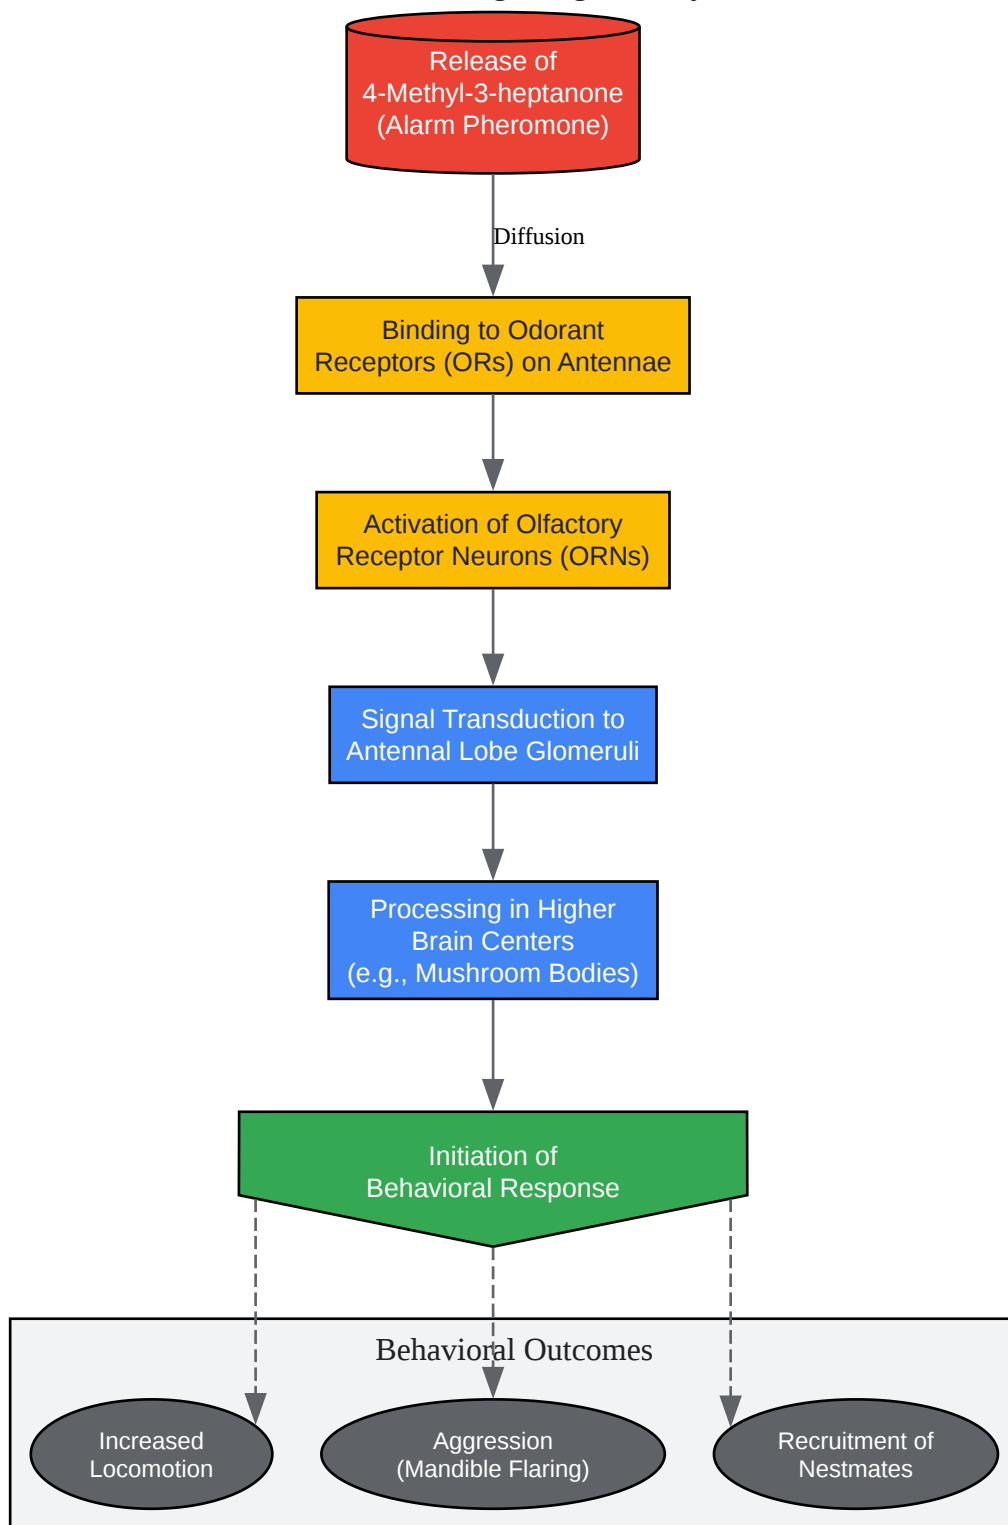 Release of
4-Methyl-3-heptanone
(Alarm Pheromone)
Diffusion
Binding to Odorant
Receptors (ORs) on Antennae
Activation of Olfactory
Receptor Neurons (ORNs)
Signal Transduction to
Antennal Lobe Glomeruli
Processing in Higher
Brain Centers
(e.g., Mushroom Bodies)
Initiation of
Behavioral Response
Behavioral Outcomes
Increased
Locomotion
Aggression
(Mandible Flaring)
Recruitment of
Nestmates